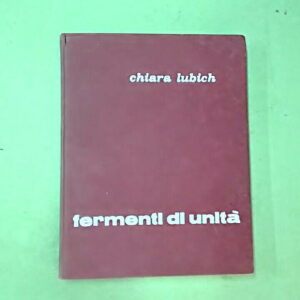 chiara lubich
fermenti di unità